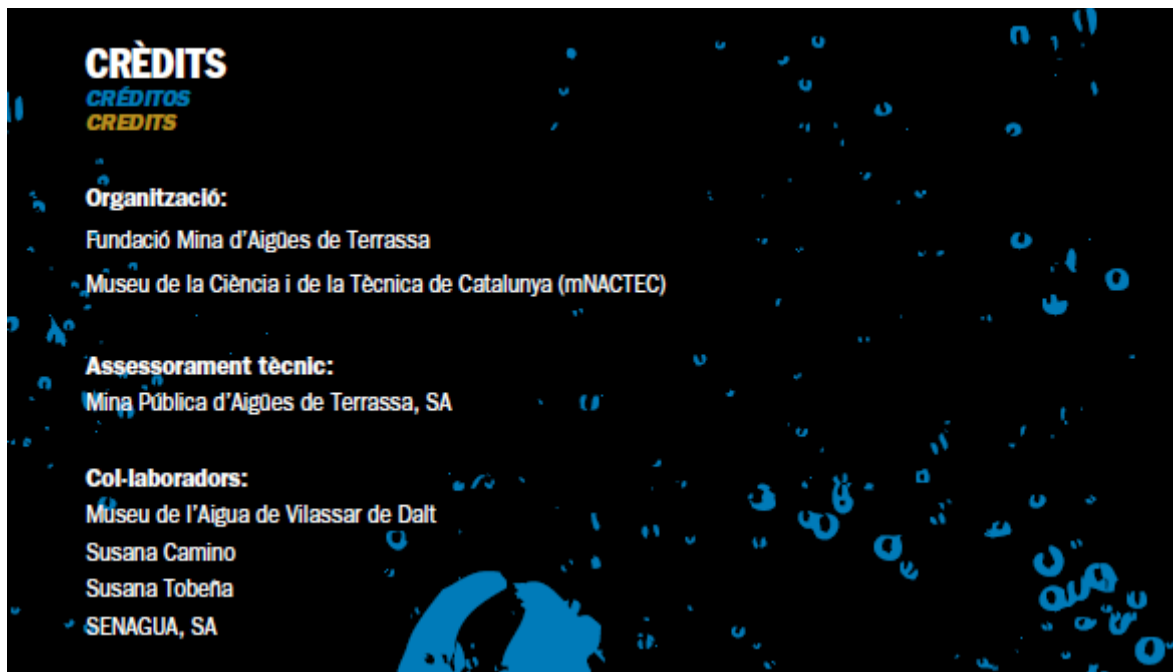 CRÈDITS
CRÉDITOS
CREDITS
Organització:
Fundació Mina d'Aigües de Terrassa
Museu de la Ciència i de la Tècnica de Catalunya (mNACTEC)
Assessorament tècnic:
Mina Pública d'Aigües de Terrassa, SA
Col·laboradors:
Museu de l'Aigua de Vilassar de Dalt
Susana Camino
Susana Tobeña
SENAGUA, SA